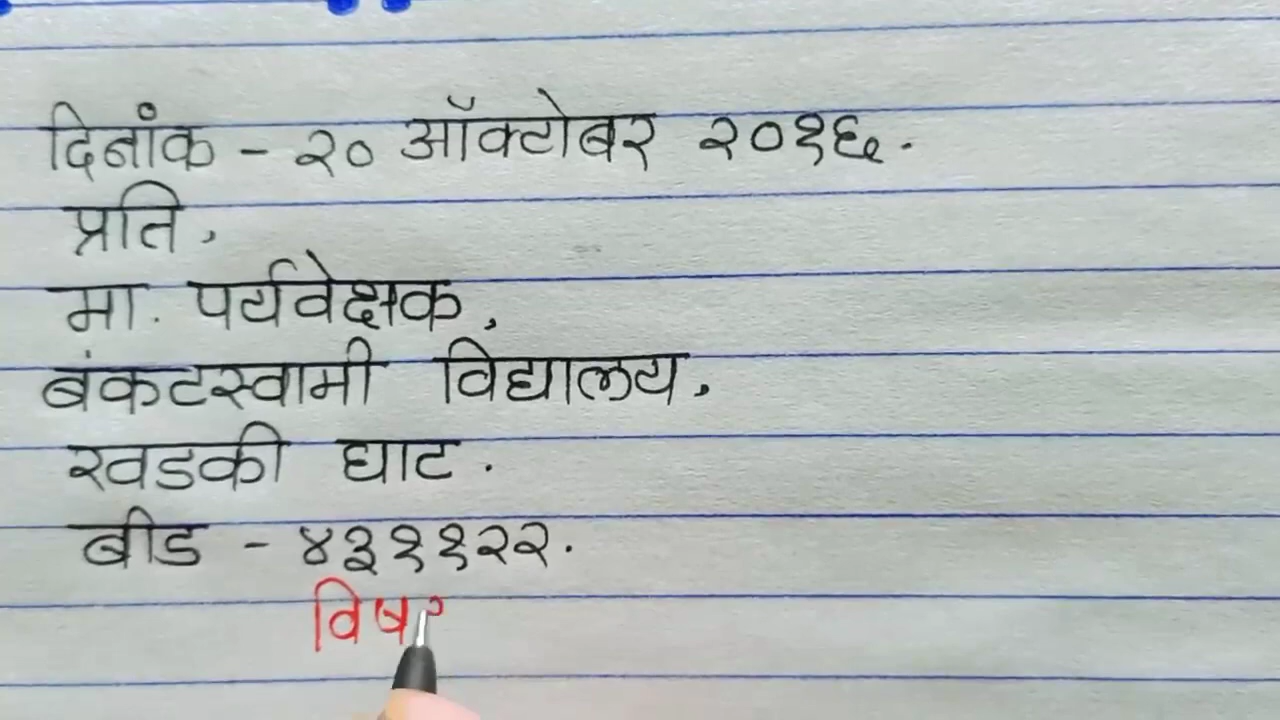 दिनांक - २० ऑक्टोबर २०१६.
प्रति,
मा. पर्यवेक्षक,
बंकटस्वामी विद्यालय,
खडकी घाट.
बीड - ४३११२२.